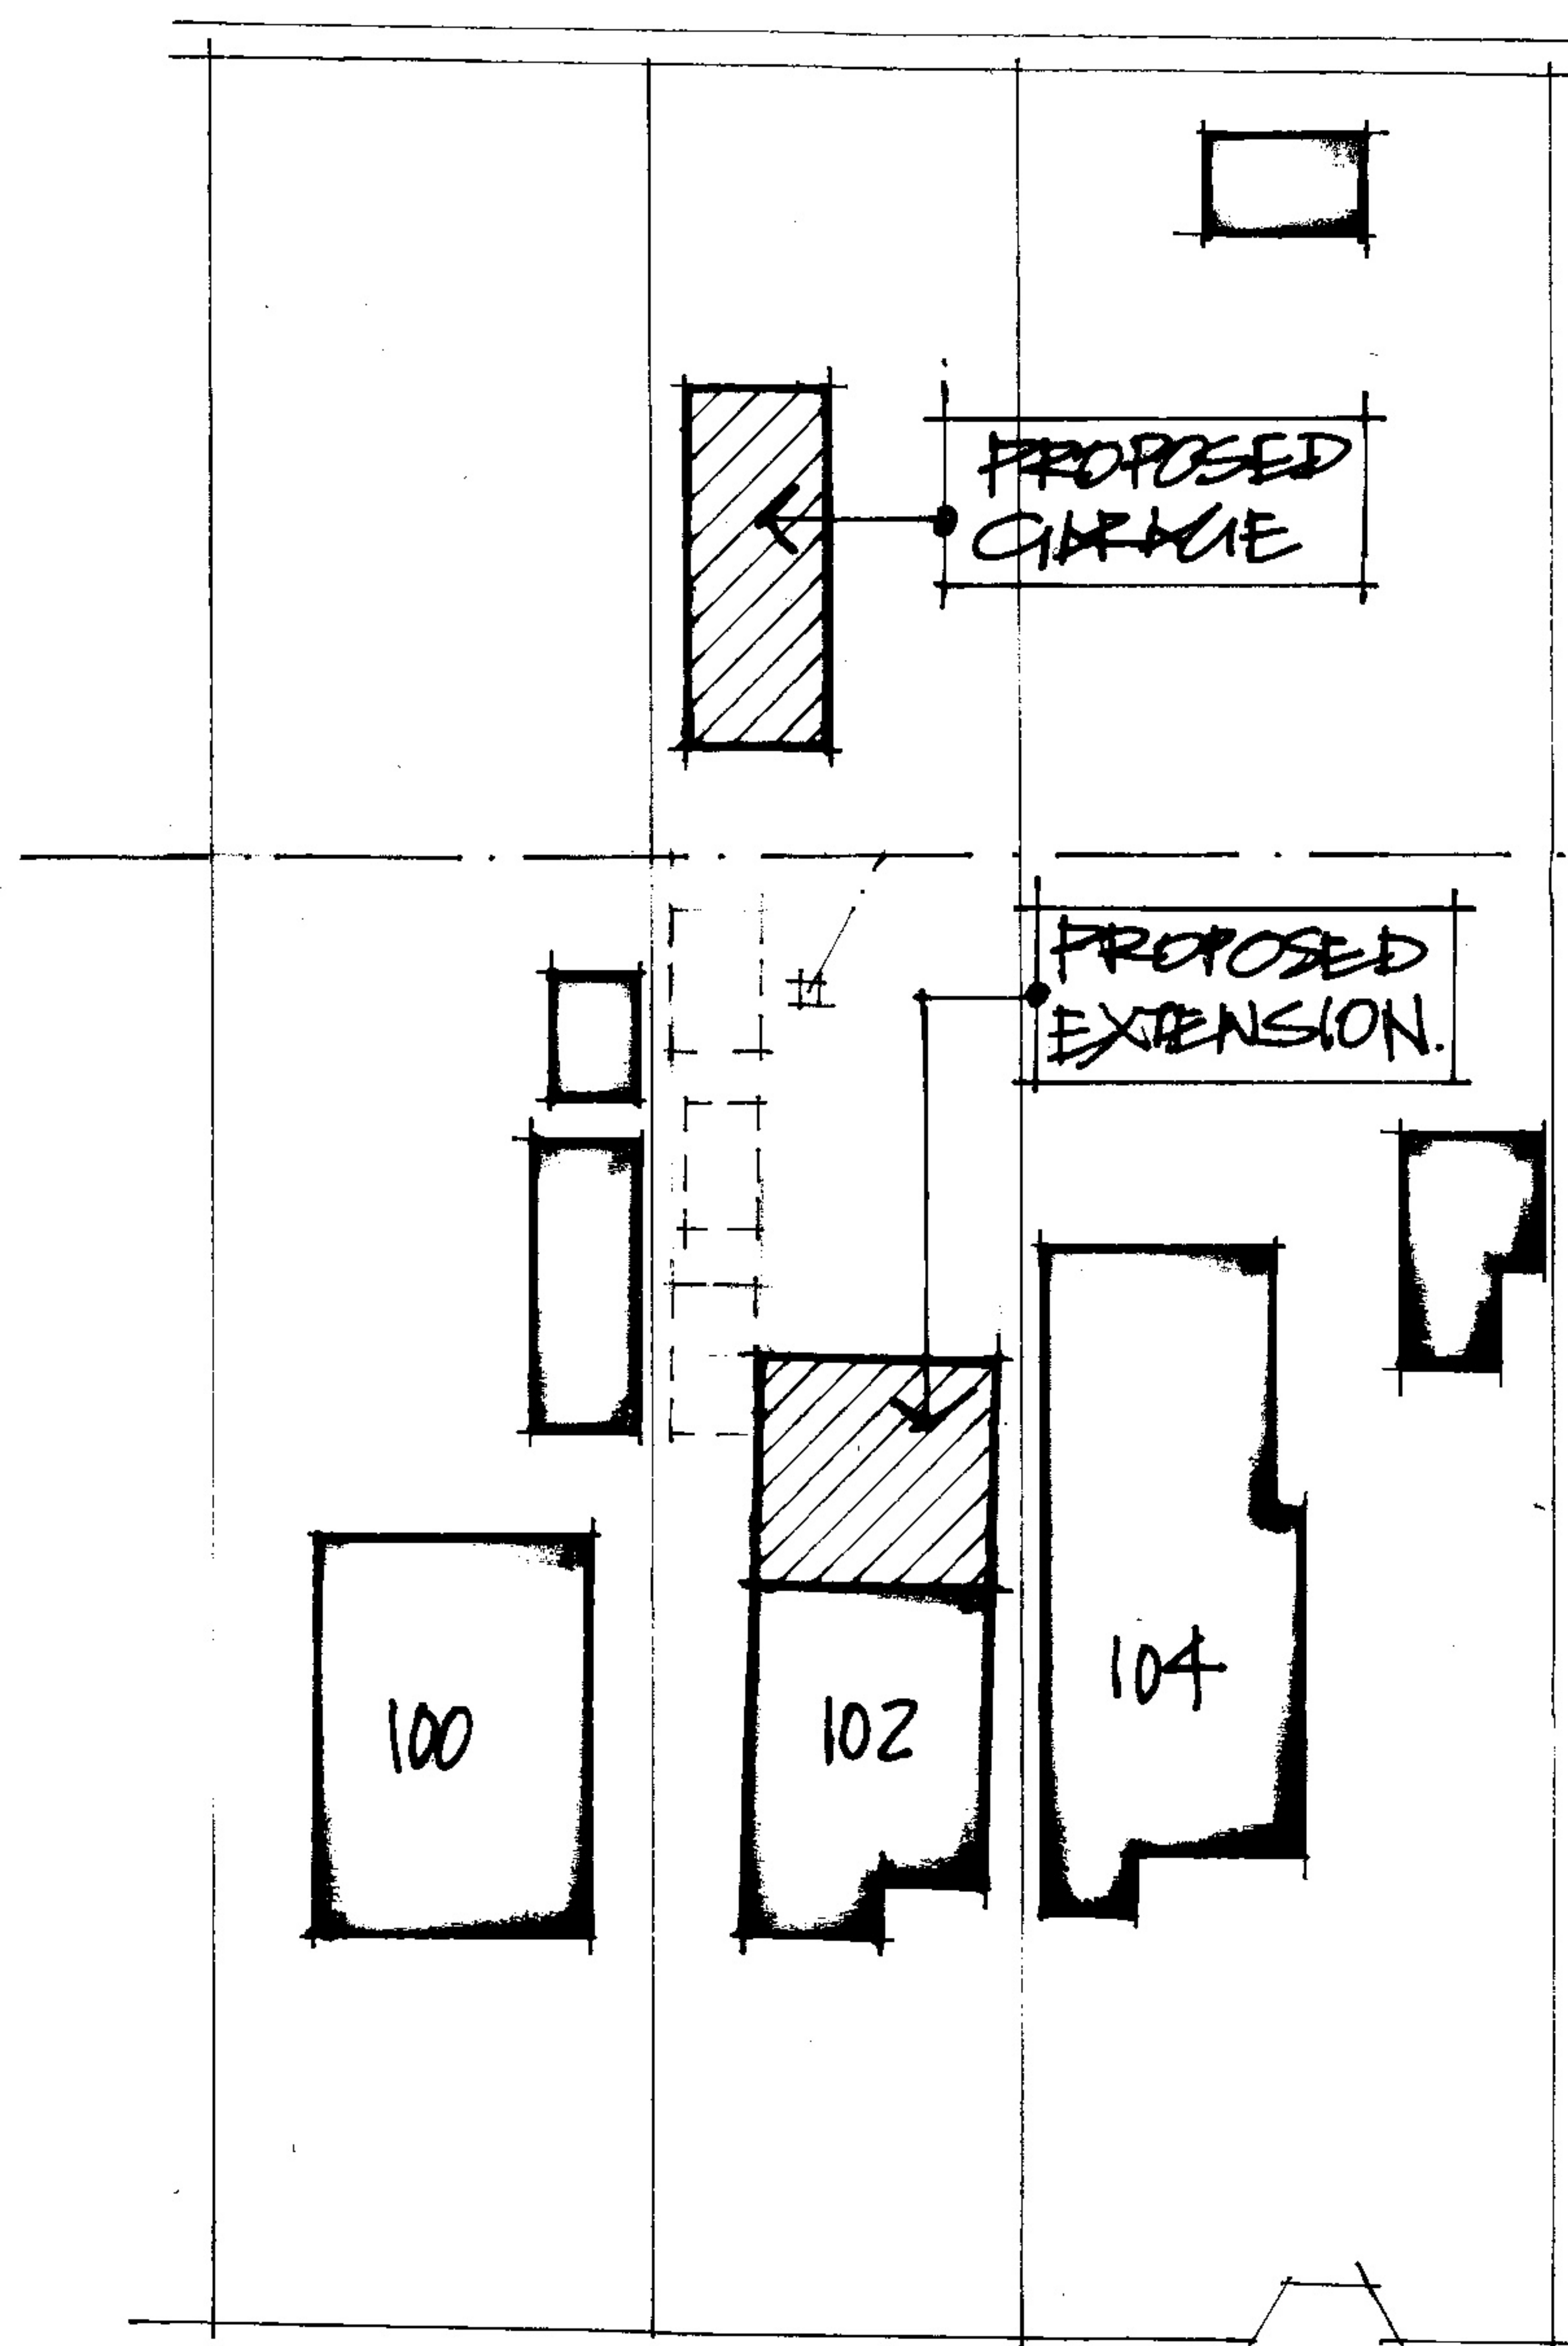 PROPOSED
GARAGE
PROPOSED
EXTENSION.
100
102
104